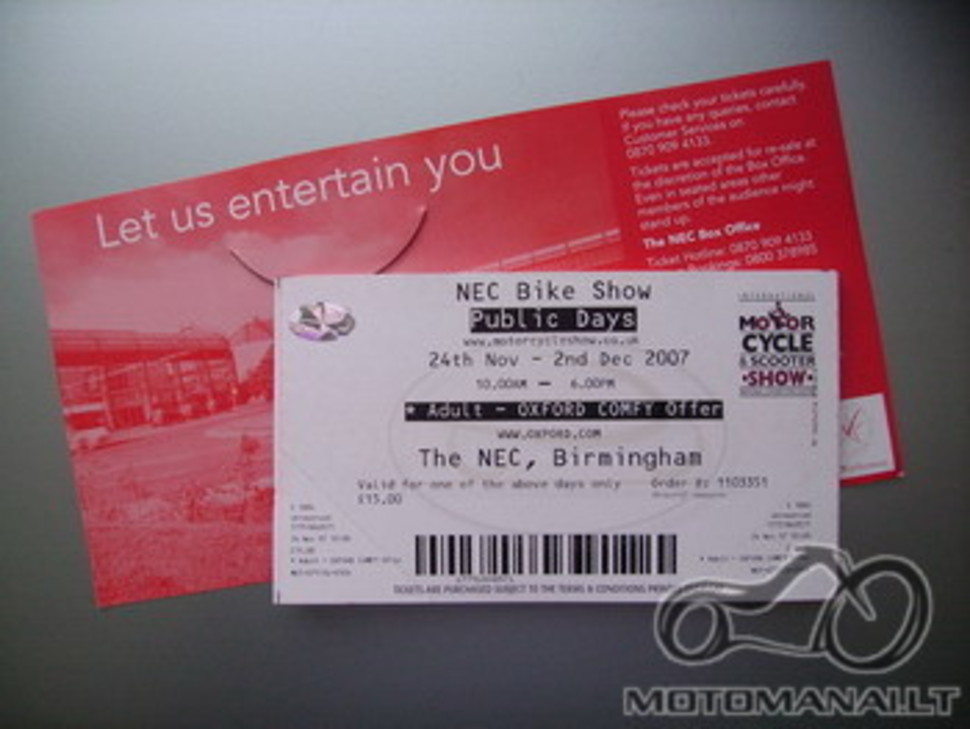 Let us entertain you
Please check your tickets carefully.
If you have any queries, contact
Customer Services on
0870 909 4133.
Tickets are accepted for re-sale at
the discretion of the Box Office.
Even in seated areas other
members of the audience might
stand up.
The NEC Box Office
Ticket Hotline: 0870 909 4133
Bookings: 0800 378985
NEC Bike Show
Public Days
www.motorcycleshow.co.uk
24th Nov - 2nd Dec 2007
10.00AM - 6.00PM
* Adult - OXFORD COMFY Offer
WWW.OXFORD.COM
The NEC, Birmingham
Valid for one of the above days only Order #: 1103351
£15.00
INTERNATIONAL
MOTOR
CYCLE
& SCOOTER
•SHOW•
TICKETS ARE PURCHASED SUBJECT TO THE TERMS & CONDITIONS
MOTOMANAI.LT